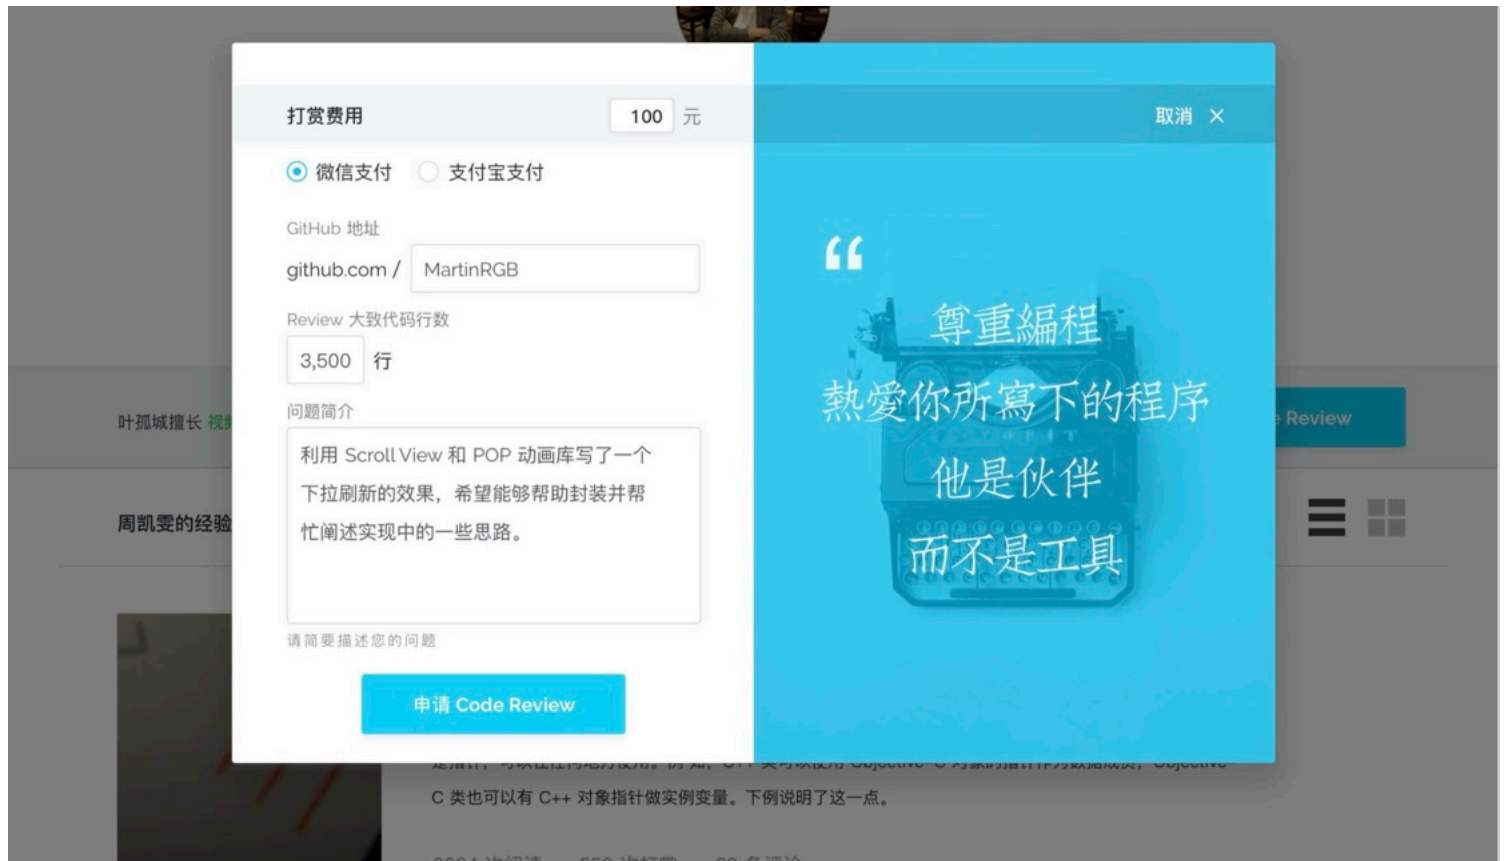 打赏费用
100 元
取消 ×
微信支付 支付宝支付
GitHub 地址
github.com / MartinRGB
Review 大致代码行数
3,500 行
问题简介
利用 Scroll View 和 POP 动画库写了一个
下拉刷新的效果，希望能够帮助封装并帮
忙阐述实现中的一些思路。
请简要描述您的问题
申请 Code Review
“
尊重編程
熱愛你所寫下的程序
他是伙伴
而不是工具
叶孤城擅长 视频
Review
周凯雯的经验
C 类也可以有 C++ 对象指针做实例变量。下例说明了这一点。